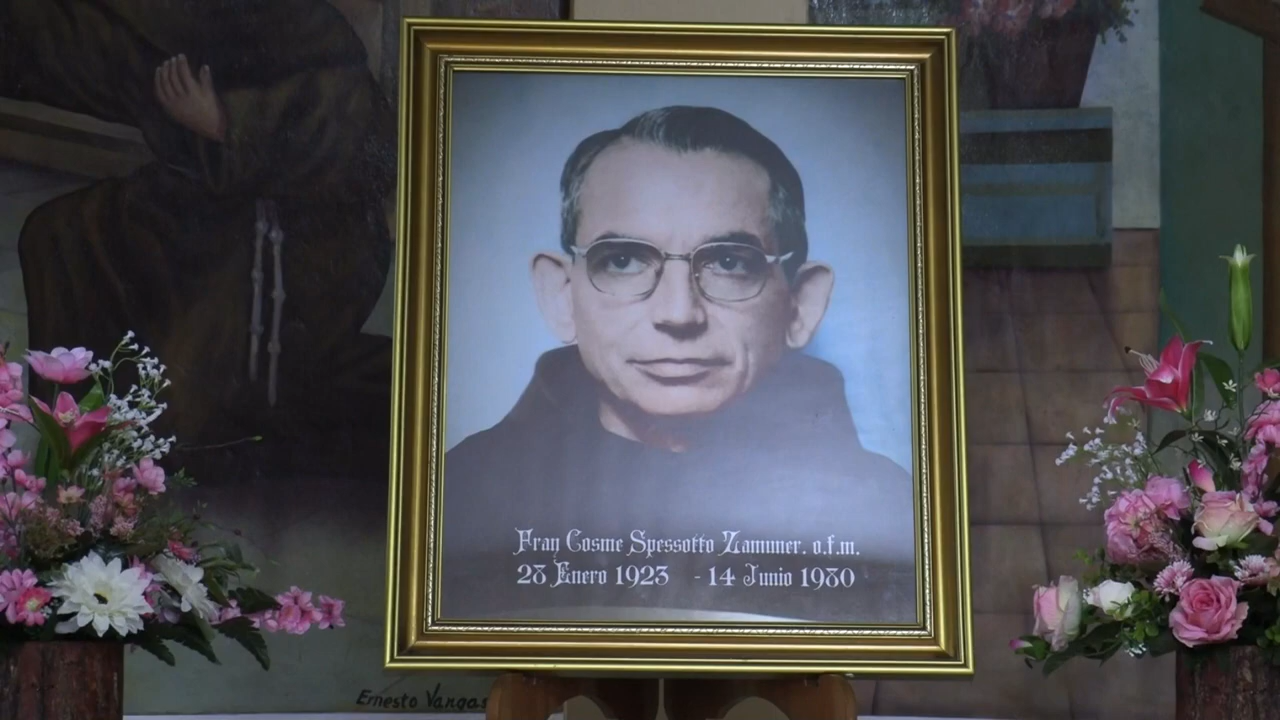 Fray Cosme Spessotto Zamuner. o.f.m.
28 Enero 1923 - 14 Junio 1980
Ernesto Vargas